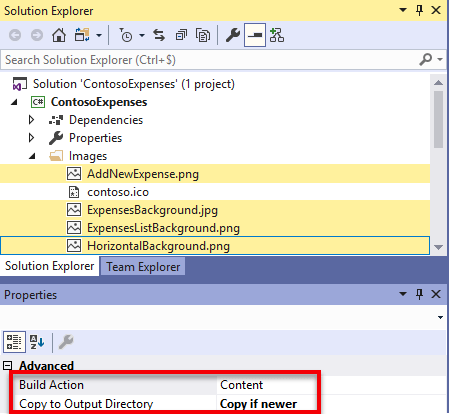 Solution Explorer
Search Solution Explorer (Ctrl+$)
Solution 'ContosoExpenses' (1 project)
C# ContosoExpenses
Dependencies
Properties
Images
AddNewExpense.png
contoso.ico
ExpensesBackground.jpg
ExpensesListBackground.png
HorizontalBackground.png
Solution Explorer Team Explorer
Properties
Advanced
Build Action Content
Copy to Output Directory Copy if newer